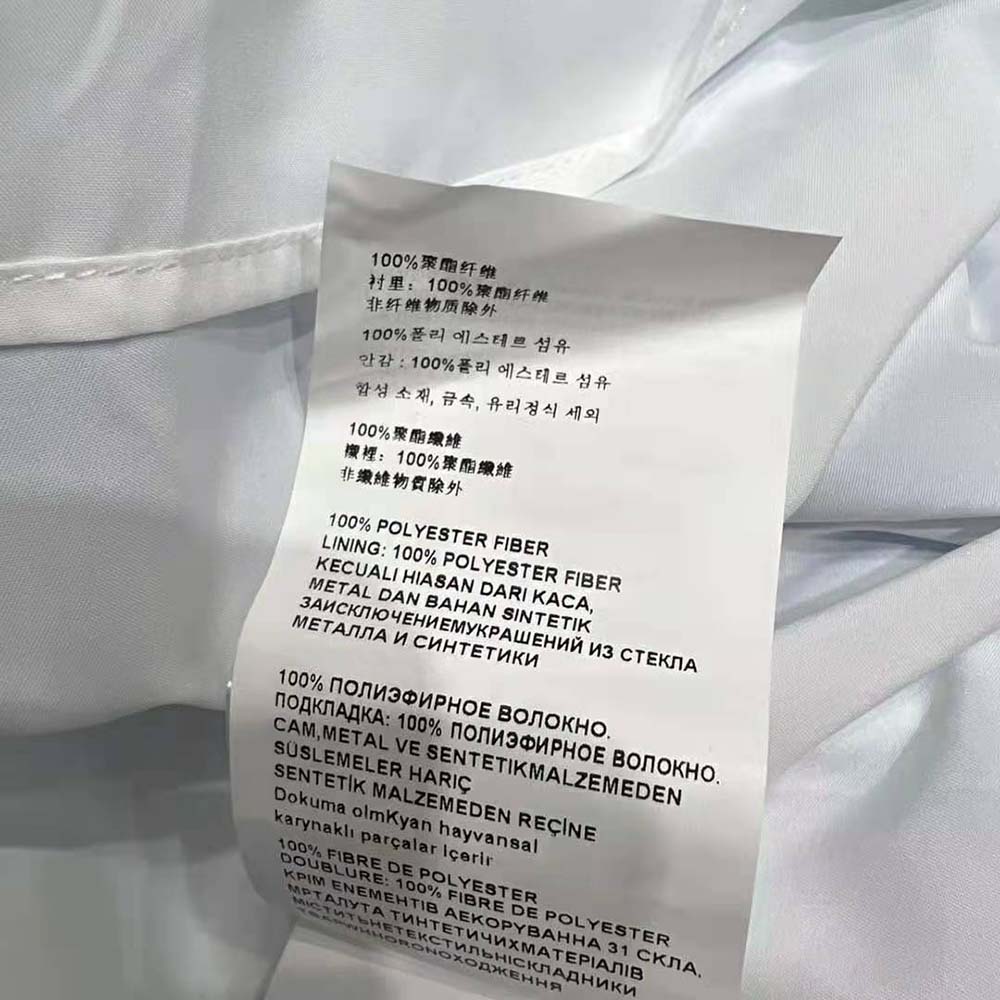 100%聚酯纤维
衬里：100%聚酯纤维
非纤维物质除外
100%폴리 에스테르 섬유
안감 : 100%폴리 에스테르 섬유
합성 소재, 금속, 유리정식 세외
100%聚酯纖維
襯裡：100%聚酯纖維
非纖維物質除外
100% POLYESTER FIBER
LINING: 100% POLYESTER FIBER
KECUALI HIASAN DARI KACA,
METAL DAN BAHAN SINTETIK
ЗАИСКЛЮЧЕНИЕМУКРАШЕНИЙ ИЗ СТЕКЛА
МЕТАЛЛА И СИНТЕТИКИ
100% ПОЛИЭФИРНОЕ ВОЛОКНО.
ПОДКЛАДКА: 100% ПОЛИЭФИРНОЕ ВОЛОКНО.
CAM,METAL VE SENTETIKMALZEMEDEN
SÜSLEMELER HARIÇ
SENTETİK MALZEMEDEN REÇİNE
Dokuma olmKyan hayvansal
karynaklı parçalar Içerir
100% FIBRE DE POLYESTER
DOUBLURE: 100% FIBRE DE POLYESTER
КРІМ ЕNЕМЕНТІВ АЕКОРУВАННА 31 СКЛА,
МРТАЛУТА ТИНТЕТИЧИХМАТЕРІАЛІВ
МІСТИТЬНЕТЕКСТИЛЬНІСКЛАДНИКИ